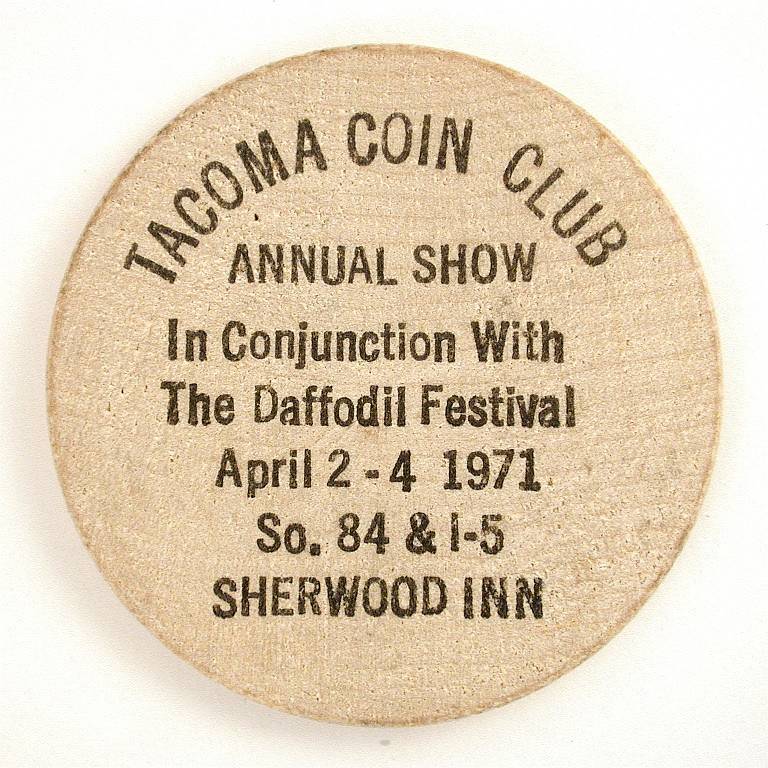 TACOMA COIN CLUB
ANNUAL SHOW
In Conjunction With
The Daffodil Festival
April 2 - 4 1971
So. 84 & I-5
SHERWOOD INN